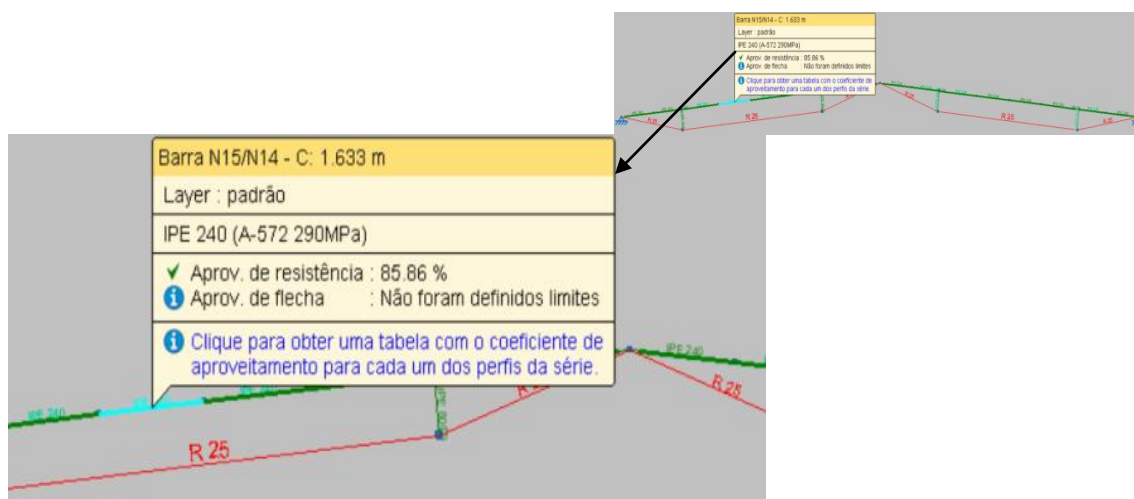 Barra N15/N14 - C: 1.633 m
Layer : padrão
IPE 240 (A-572 290MPa)
Aprov. de resistência : 85.86 %
Aprov. de flecha : Não foram definidos limites
Clique para obter uma tabela com o coeficiente de
aproveitamento para cada um dos perfis da série.
R 25
R 25
R 25
R 25
Barra N15/N14 - C: 1.633 m
Layer : padrão
IPE 240 (A-572 290MPa)
Aprov. de resistência : 85.86 %
Aprov. de flecha : Não foram definidos limites
Clique para obter uma tabela com o coeficiente de
aproveitamento para cada um dos perfis da série.
IPE 240
IPE 240
R 25
R 25